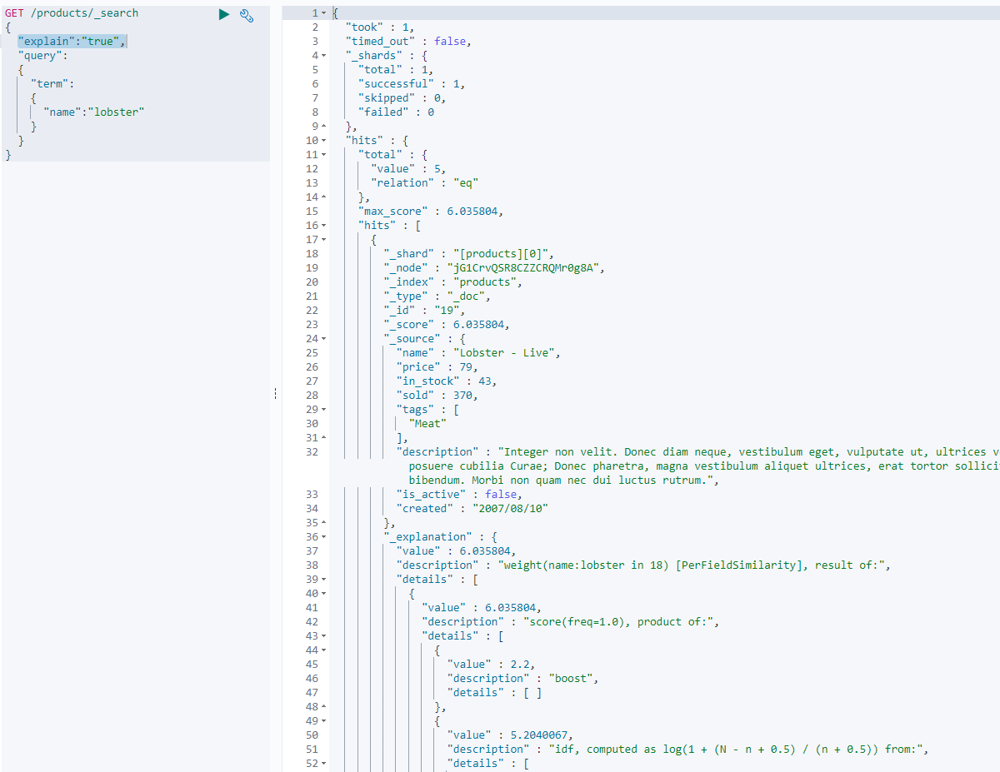 GET /products/_search
{
"explain":"true",
"query":
{
"term":
{
"name":"lobster"
}
}
}
1 {
2 "took" : 1,
3 "timed_out" : false,
4 "_shards" : {
5 "total" : 1,
6 "successful" : 1,
7 "skipped" : 0,
8 "failed" : 0
9 },
10 "hits" : {
11 "total" : {
12 "value" : 5,
13 "relation" : "eq"
14 },
15 "max_score" : 6.035804,
16 "hits" : [
17 {
18 "_shard" : "[products][0]",
19 "_node" : "jG1CrvQSR8CZZCRQMr0g8A",
20 "_index" : "products",
21 "_type" : "_doc",
22 "_id" : "19",
23 "_score" : 6.035804,
24 "_source" : {
25 "name" : "Lobster - Live",
26 "price" : 79,
27 "in_stock" : 43,
28 "sold" : 370,
29 "tags" : [
30 "Meat"
31 ],
32 "description" : "Integer non velit. Donec diam neque, vestibulum eget, vulputate ut, ultrices v
posuere cubilia Curae; Donec pharetra, magna vestibulum aliquet ultrices, erat tortor sollici
bibendum. Morbi non quam nec dui luctus rutrum.",
33 "is_active" : false,
34 "created" : "2007/08/10"
35 },
36 "_explanation" : {
37 "value" : 6.035804,
38 "description" : "weight(name:lobster in 18) [PerFieldSimilarity], result of:",
39 "details" : [
40 {
41 "value" : 6.035804,
42 "description" : "score(freq=1.0), product of:",
43 "details" : [
44 {
45 "value" : 2.2,
46 "description" : "boost",
47 "details" : [ ]
48 },
49 {
50 "value" : 5.2040067,
51 "description" : "idf, computed as log(1 + (N - n + 0.5) / (n + 0.5)) from:",
52 "details" : [